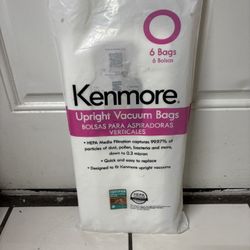 6 Bags
6 Bolsas
Kenmore
Upright Vacuum Bags
BOLSAS PARA ASPIRADORAS
VERTICALES
• HEPA Media Filtration captures 99.97% of
particles of dust, pollen, bacteria and more,
down to 0.3 micron
• Quick and easy to replace
• Designed to fit Kenmore upright vacuums
HEPA